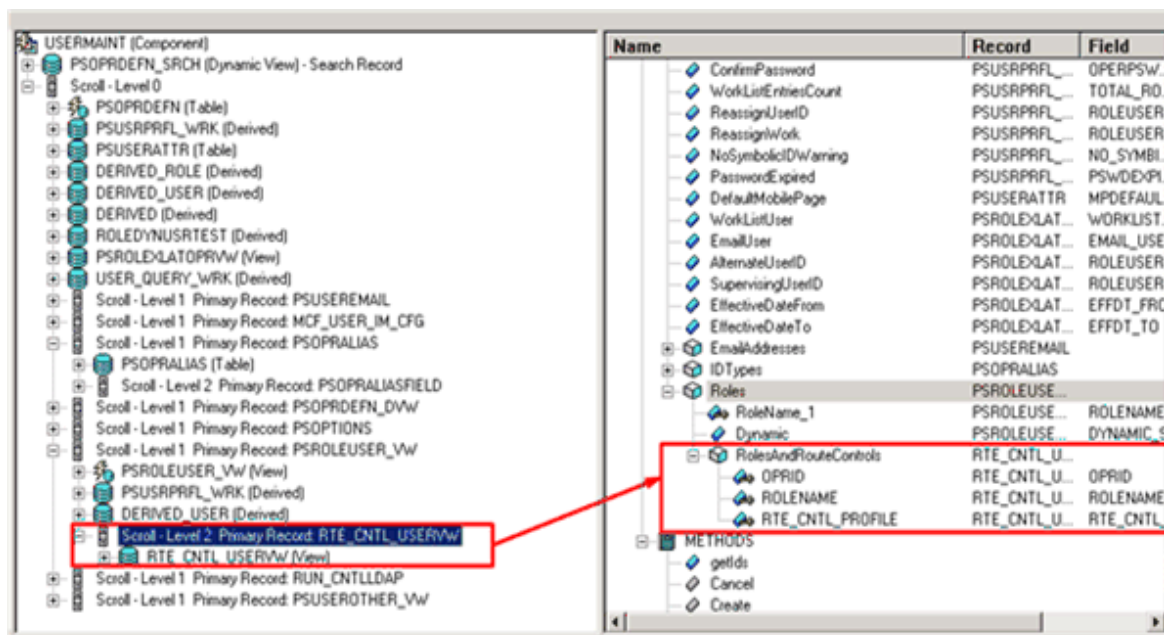 USERMAINT (Component)
PSOPRDEFN_SRCH (Dynamic View) - Search Record
Scroll - Level 0
PSOPRDEFN (Table)
PSUSRPRFL_WRK (Derived)
PSUSERATTR (Table)
DERIVED_ROLE (Derived)
DERIVED_USER (Derived)
DERIVED (Derived)
ROLEDYNUSRTEST (Derived)
PSROLEXLATOPRVW (View)
USER_QUERY_WRK (Derived)
Scroll - Level 1 Primary Record: PSUSEREMAIL
Scroll - Level 1 Primary Record: MCF_USER_IM_CFG
Scroll - Level 1 Primary Record: PSOPRALIAS
PSOPRALIAS (Table)
Scroll - Level 2 Primary Record: PSOPRALIASFIELD
Scroll - Level 1 Primary Record: PSOPRDEFN_DVW
Scroll - Level 1 Primary Record: PSOPTIONS
Scroll - Level 1 Primary Record: PSROLEUSER_VW
PSROLEUSER_VW (View)
PSUSRPRFL_WRK (Derived)
DERIVED_USER (Derived)
Scroll - Level 2 Primary Record: RTE_CNTL_USERVW
RTE_CNTL_USERVW (View)
Scroll - Level 1 Primary Record: RUN_CNTLLDAP
Scroll - Level 1 Primary Record: PSUSEROTHER_VW
Name Record Field
ConfirmPassword PSUSRPRFL_... OPERPSW...
WorkListEntriesCount PSUSRPRFL_... TOTAL_RO...
ReassignUserID PSUSRPRFL_... ROLEUSER
ReassignWork PSUSRPRFL_... ROLEUSER
NoSymbolicIDWarning PSUSRPRFL_... NO_SYMBI...
PasswordExpired PSUSRPRFL_... PSWDEXPI...
DefaultMobilePage PSUSERATTR MPDEFAUL...
WorkListUser PSROLEXLAT... WORKLIST...
EmailUser PSROLEXLAT... EMAIL_USE
AlternateUserID PSROLEXLAT... ROLEUSER
SupervisingUserID PSROLEXLAT... ROLEUSER
EffectiveDateFrom PSROLEXLAT... EFFDT_FRO
EffectiveDateTo PSROLEXLAT... EFFDT_TO
EmailAddresses PSUSEREMAIL
IDTypes PSOPRALIAS
Roles PSROLEUSE...
RoleName_1 PSROLEUSE... ROLENAME
Dynamic PSROLEUSE... DYNAMIC_S
RolesAndRouteControls RTE_CNTL_U...
OPRID RTE_CNTL_U... OPRID
ROLENAME RTE_CNTL_U... ROLENAME
RTE_CNTL_PROFILE RTE_CNTL_U... RTE_CNTL_
METHODS
getIds
Cancel
Create